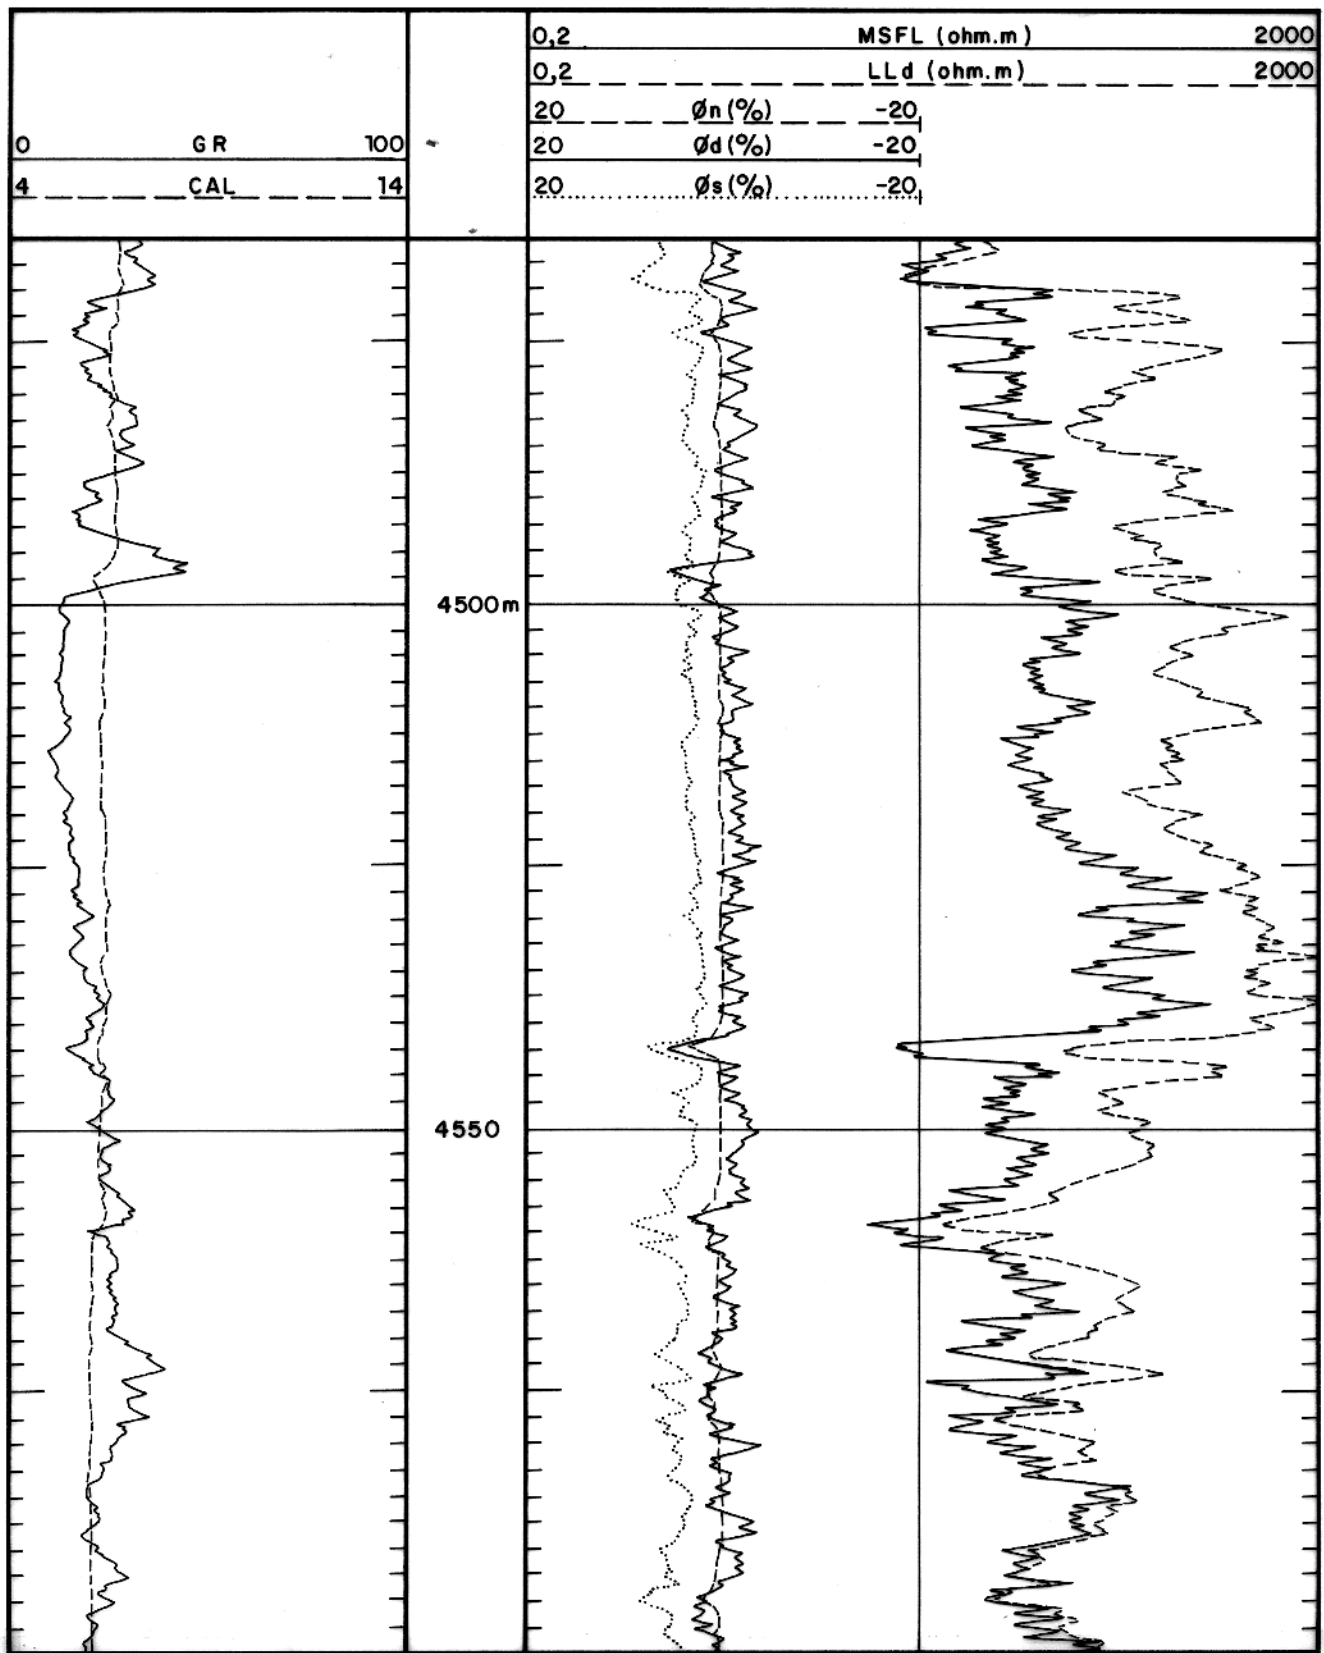 0,2 MSFL (ohm.m) 2000
0,2 LLd (ohm.m) 2000
20 Øn (%) -20
0 GR 100 20 Ød (%) -20
4 CAL 14 20 Øs (%) -20
4500m
4550